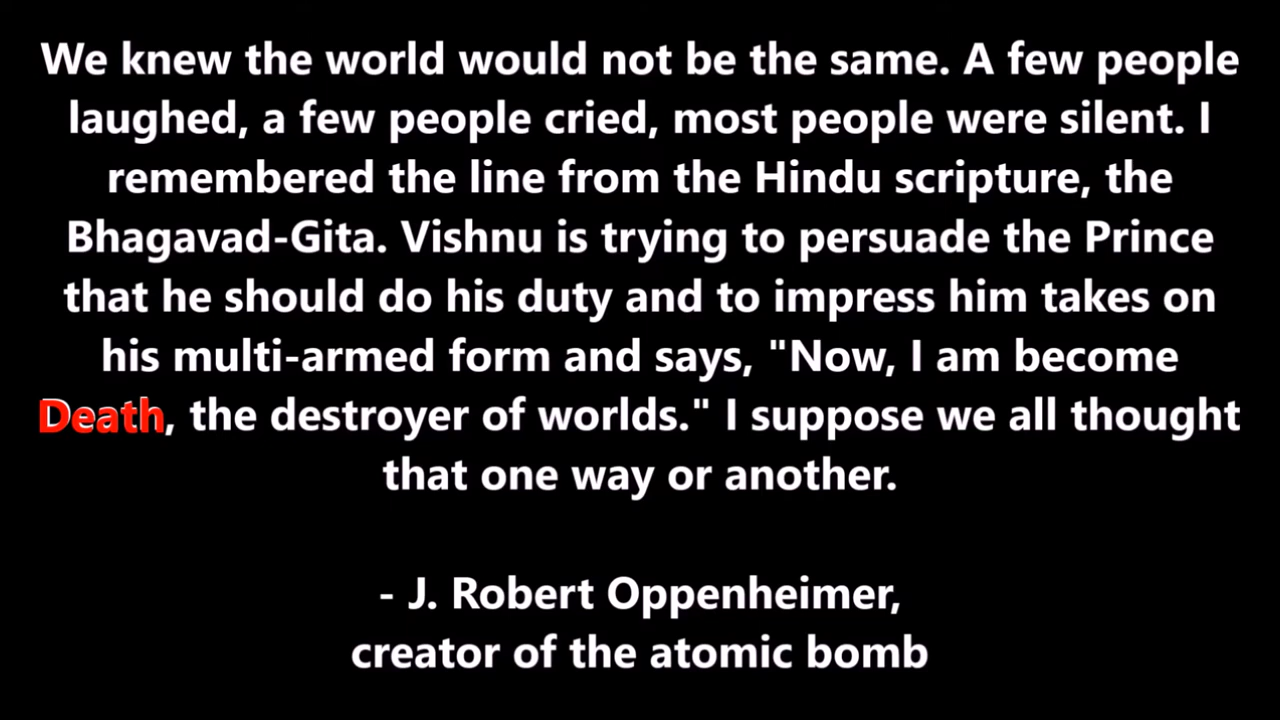 We knew the world would not be the same. A few people
laughed, a few people cried, most people were silent. I
remembered the line from the Hindu scripture, the
Bhagavad-Gita. Vishnu is trying to persuade the Prince
that he should do his duty and to impress him takes on
his multi-armed form and says, "Now, I am become
Death, the destroyer of worlds." I suppose we all thought
that one way or another.
- J. Robert Oppenheimer,
creator of the atomic bomb